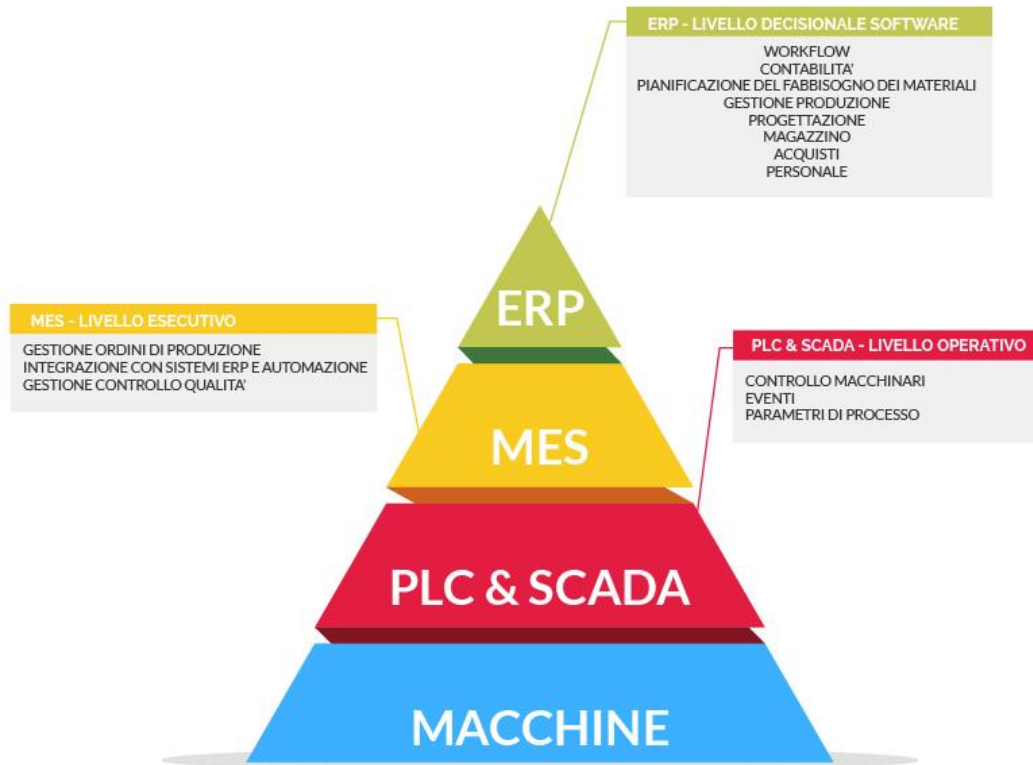 ERP - LIVELLO DECISIONALE SOFTWARE
WORKFLOW
CONTABILITA'
PIANIFICAZIONE DEL FABBISOGNO DEI MATERIALI
GESTIONE PRODUZIONE
PROGETTAZIONE
MAGAZZINO
ACQUISTI
PERSONALE
ERP
MES - LIVELLO ESECUTIVO
GESTIONE ORDINI DI PRODUZIONE
INTEGRAZIONE CON SISTEMI ERP E AUTOMAZIONE
GESTIONE CONTROLLO QUALITA'
PLC & SCADA - LIVELLO OPERATIVO
CONTROLLO MACCHINARI
EVENTI
PARAMETRI DI PROCESSO
MES
PLC & SCADA
MACCHINE